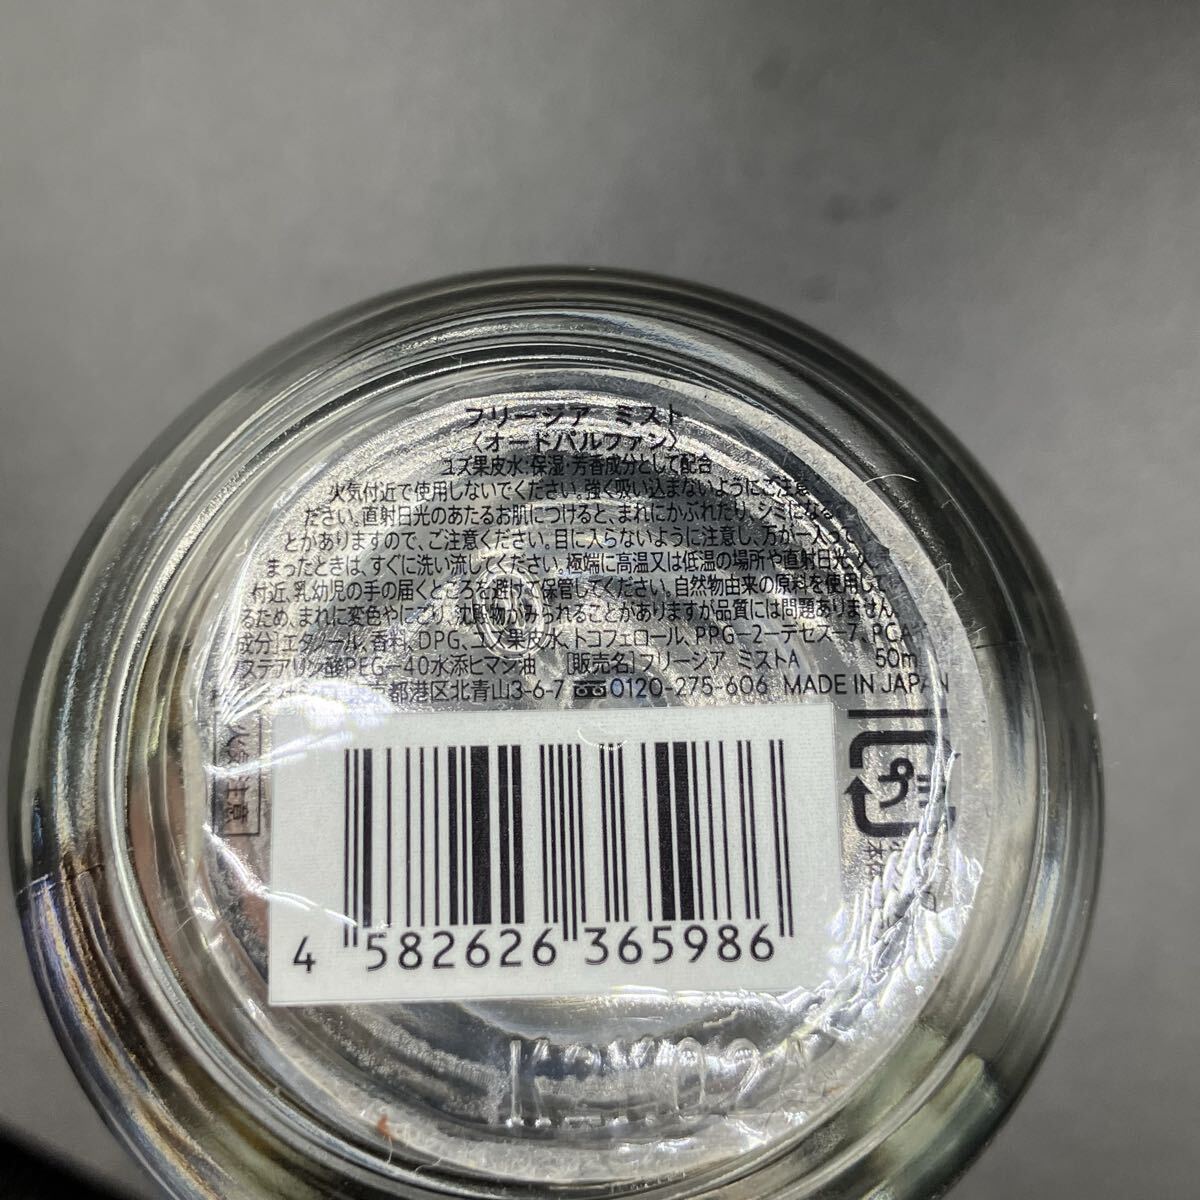 フリージア ミスト
〈オードパルファン〉
ユズ果皮水:保湿・芳香成分として配合
火気付近で使用しないでください。強く吸い込まないようにご注意
ださい。直射日光のあたるお肌につけると、まれにかぶれたり、シミになる
とがありますので、ご注意ください。目に入らないように注意し、万が一入って
まったときは、すぐに洗い流してください。極端に高温又は低温の場所や直射日光、火
付近、乳幼児の手の届くところを避けて保管してください。自然物由来の原料を使用して
るため、まれに変色やにごり、沈殿物がみられることがありますが品質には問題ありません。
成分]エタノール、香料、DPG、ユズ果皮水、トコフェロール、PPG-2-デセス-7、PCA
ステアリン酸PEG-40水添ヒマシ油 [販売名]フリージア ミストA 50m
京都港区北青山3-6-7 0120-275-606 MADE IN JAPAN
火気注意
4 582626 365986